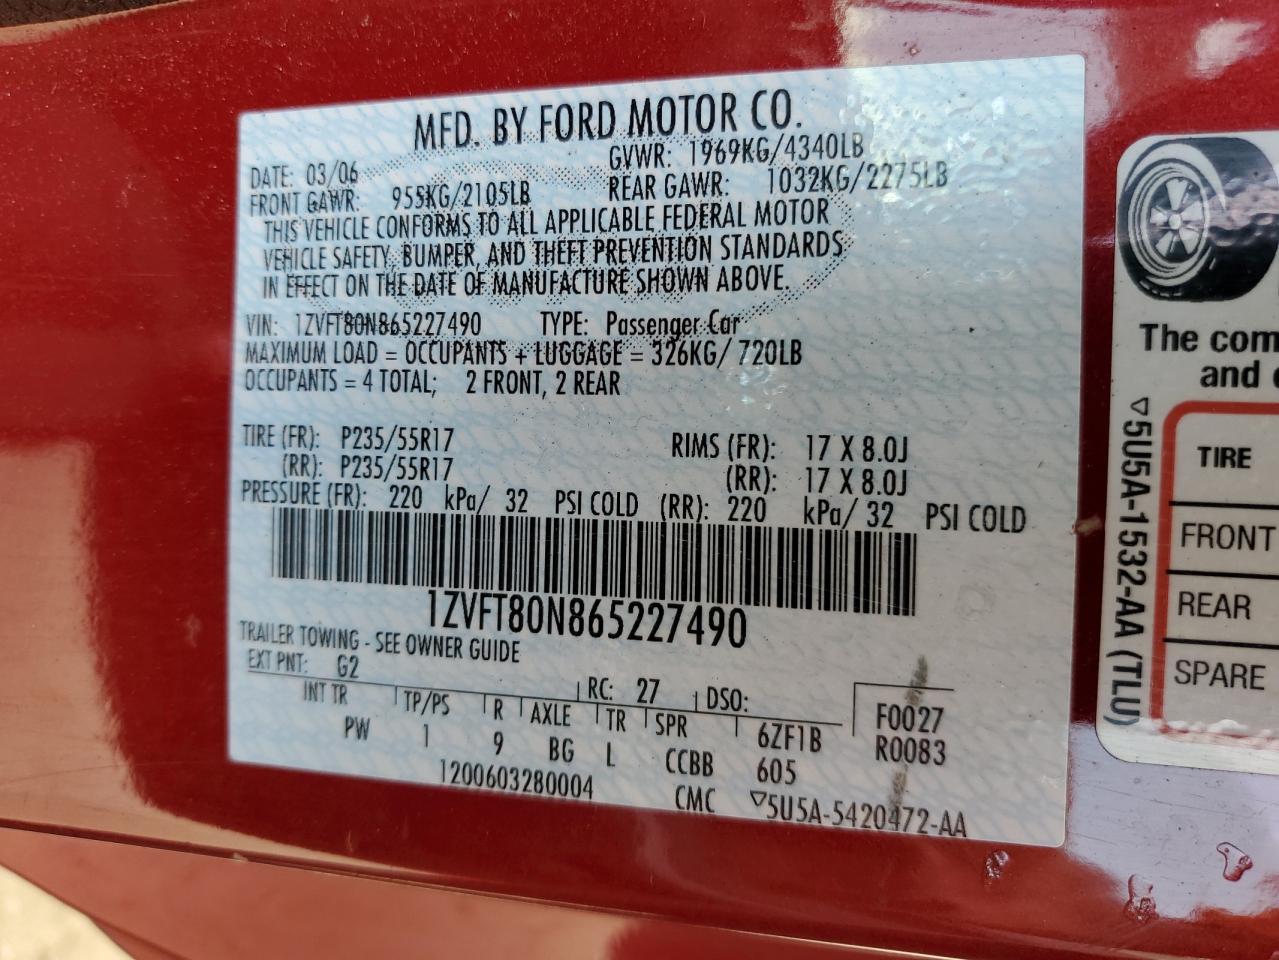 MFD. BY FORD MOTOR CO.
DATE: 03/06 GVWR: 1969KG/4340LB
FRONT GAWR: 955KG/2105LB REAR GAWR: 1032KG/2275LB
THIS VEHICLE CONFORMS TO ALL APPLICABLE FEDERAL MOTOR
VEHICLE SAFETY, BUMPER, AND THEFT PREVENTION STANDARDS
IN EFFECT ON THE DATE OF MANUFACTURE SHOWN ABOVE.
VIN: 1ZVFT80N865227490 TYPE: Passenger Car
MAXIMUM LOAD = OCCUPANTS + LUGGAGE = 326KG/ 720LB
OCCUPANTS = 4 TOTAL; 2 FRONT, 2 REAR
TIRE (FR): P235/55R17 RIMS (FR): 17 X 8.0J
(RR): P235/55R17 (RR): 17 X 8.0J
PRESSURE (FR): 220 kPa/ 32 PSI COLD (RR): 220 kPa/ 32 PSI COLD
1ZVFT80N865227490
TRAILER TOWING - SEE OWNER GUIDE
EXT PNT: G2 RC: 27 DSO: F0027
INT TR TP/PS R AXLE TR SPR 6ZF1B R0083
PW 1 9 BG L CCBB 605
1200603280004 CMC ▽5U5A-5420472-AA
The com
and
▽5U5A-1532-AA (TLU)
TIRE
FRONT
REAR
SPARE